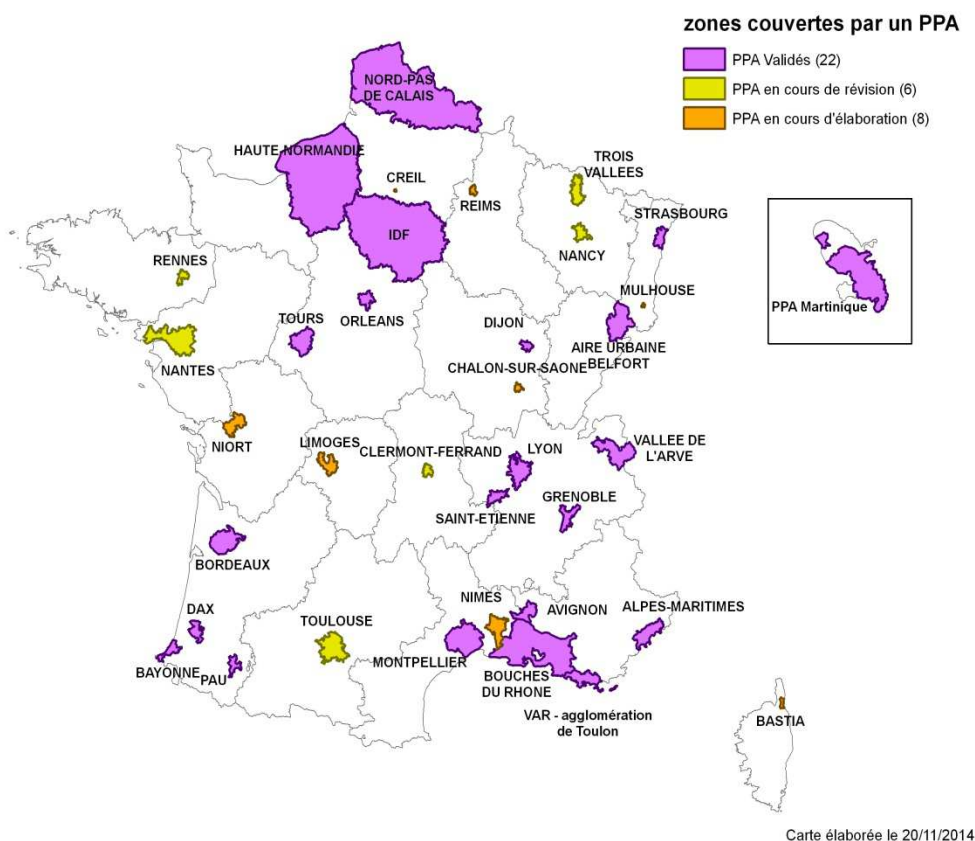 zones couvertes par un PPA
PPA Validés (22)
PPA en cours de révision (6)
PPA en cours d'élaboration (8)
NORD-PAS
DE CALAIS
HAUTE-NORMANDIE
CREIL
REIMS
TROIS
VALLEES
STRASBOURG
IDF
NANCY
RENNES
MULHOUSE
PPA Martinique
TOURS
ORLEANS
DIJON
AIRE URBAINE
BELFORT
NANTES
CHALON-SUR-SAONE
NIORT
LIMOGES
CLERMONT-FERRAND
LYON
VALLEE DE
L'ARVE
SAINT-ETIENNE
GRENOBLE
BORDEAUX
DAX
TOULOUSE
NIMES
AVIGNON
ALPES-MARITIMES
BAYONNE
PAU
MONTPELLIER
BOUCHES
DU RHONE
VAR - agglomération
de Toulon
BASTIA
Carte élaborée le 20/11/2014